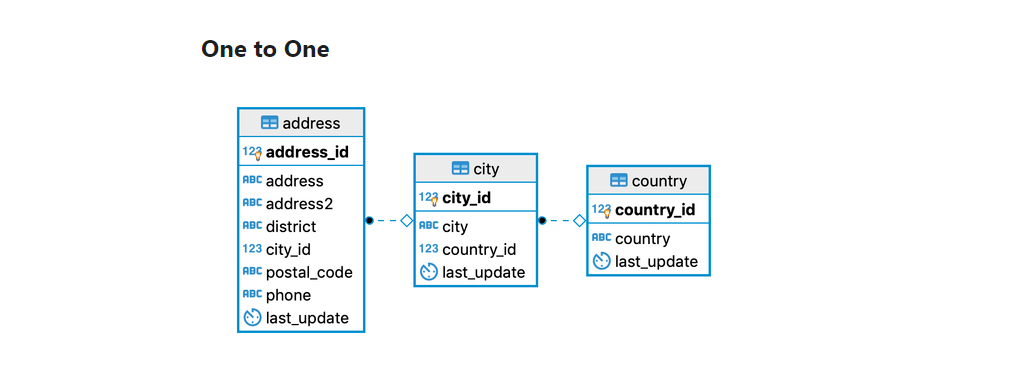 One to One
address
123 address_id
ABC address
ABC address2
ABC district
123 city_id
ABC postal_code
ABC phone
last_update
city
123 city_id
ABC city
123 country_id
last_update
country
123 country_id
ABC country
last_update